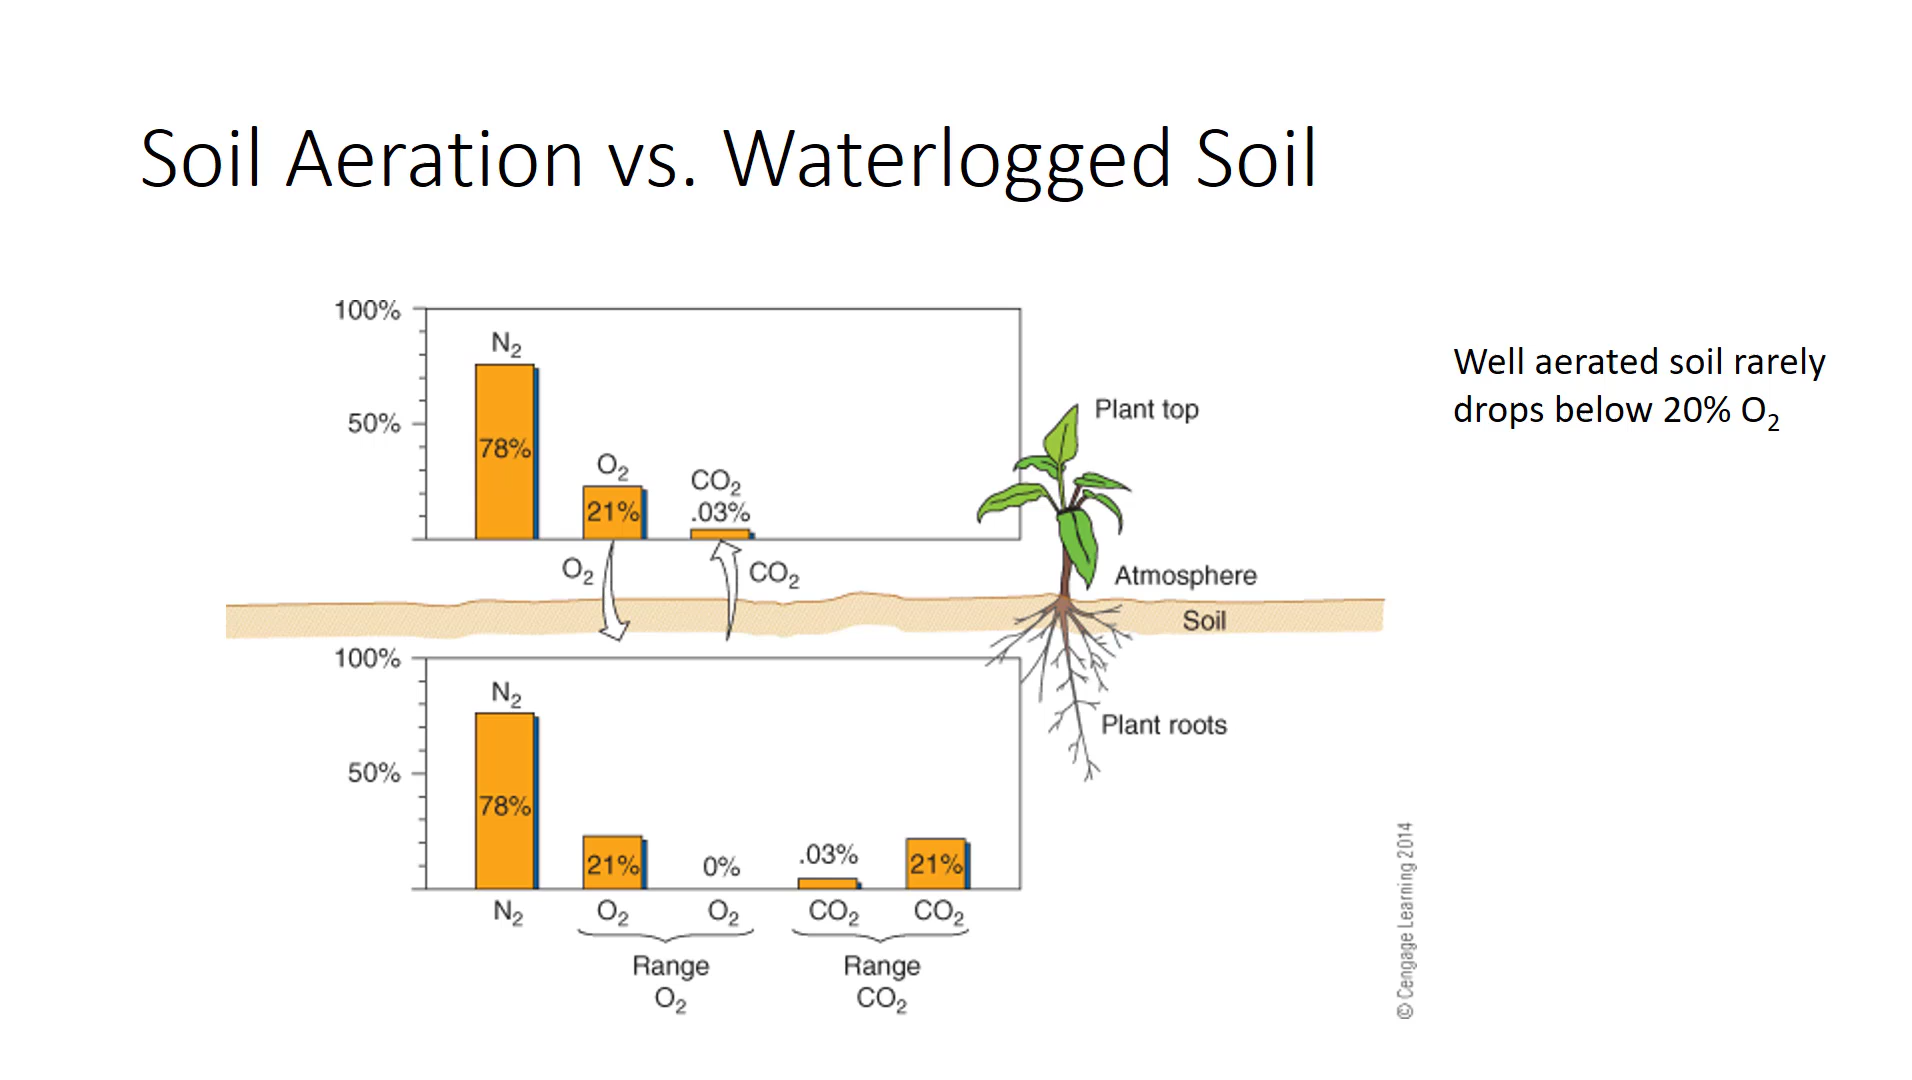 Soil Aeration vs. Waterlogged Soil
Well aerated soil rarely
drops below 20% O₂
100%
50%
N₂
78%
O₂
21%
CO₂
.03%
O₂
CO₂
Plant top
Atmosphere
Soil
Plant roots
100%
50%
N₂
78%
21%
0%
.03%
21%
N₂
O₂
O₂
CO₂
CO₂
Range
O₂
Range
CO₂
© Cengage Learning 2014